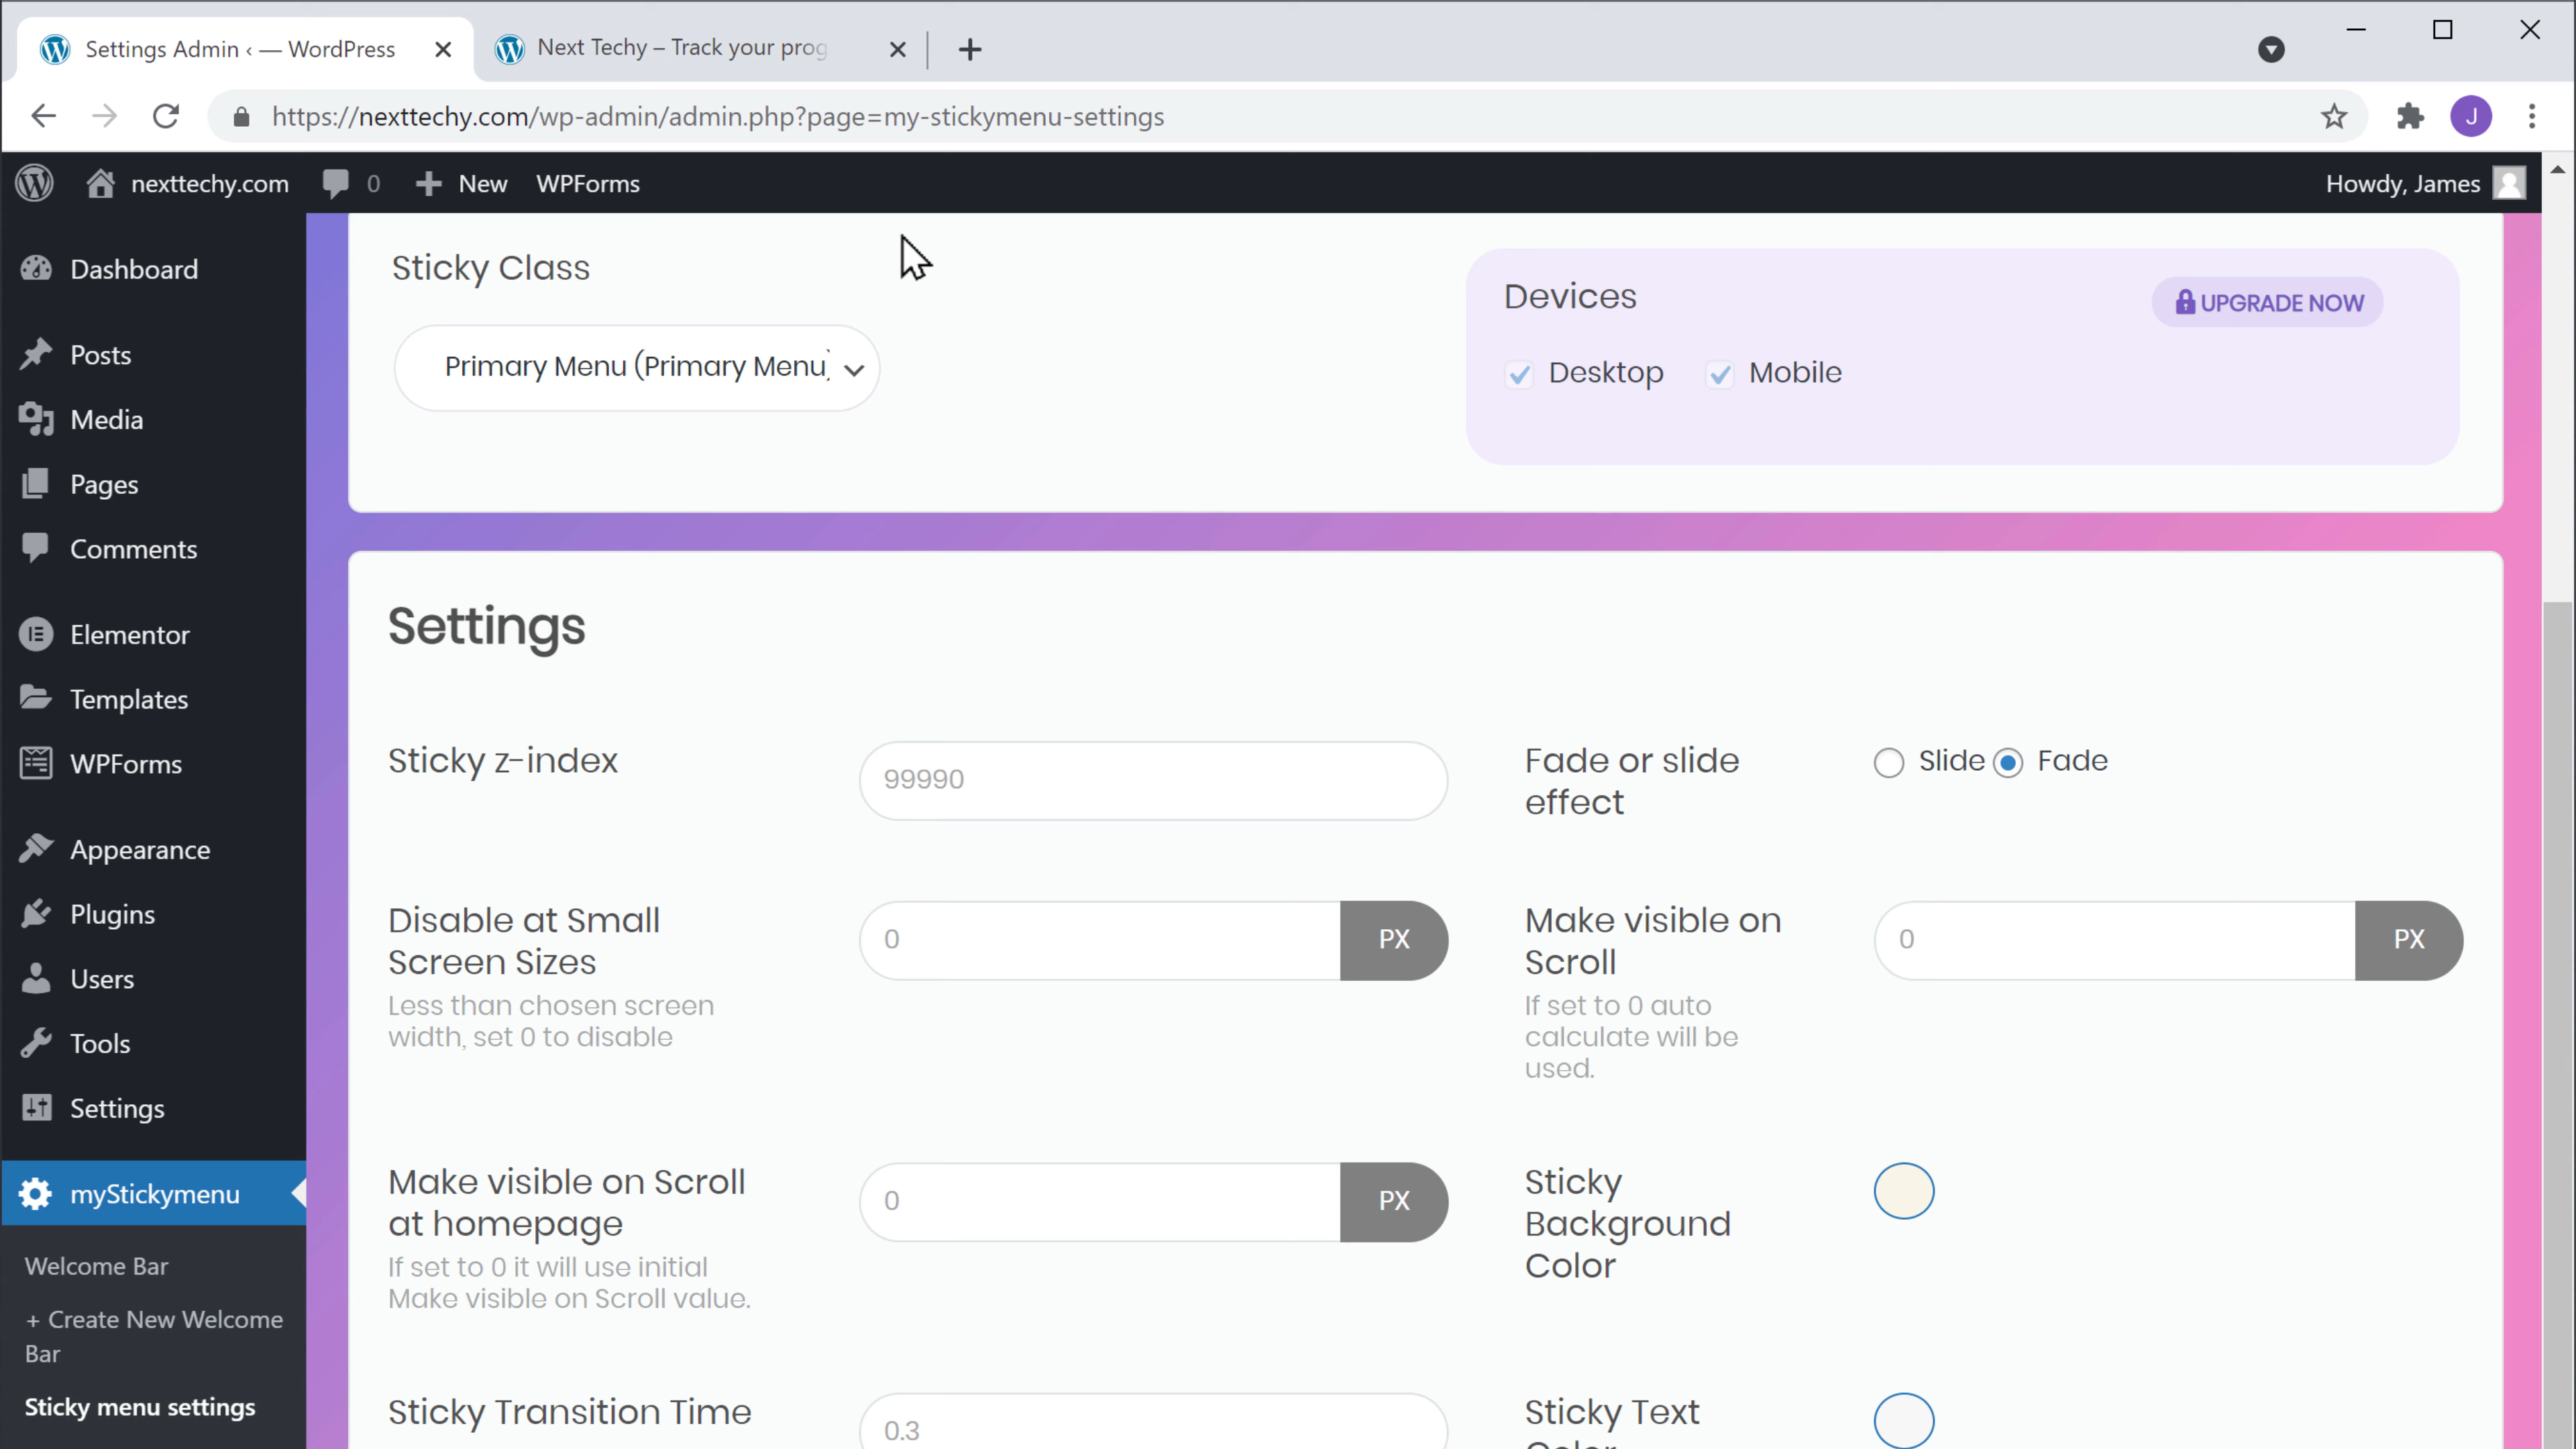 Settings Admin ‹ — WordPress
Next Techy – Track your prog
https://nexttechy.com/wp-admin/admin.php?page=my-stickymenu-settings
J
nexttechy.com
0
New
WPForms
Howdy, James
Dashboard
Posts
Media
Pages
Comments
Elementor
Templates
WPForms
Appearance
Plugins
Users
Tools
Settings
myStickymenu
Welcome Bar
+ Create New Welcome
Bar
Sticky menu settings
Sticky Class
Primary Menu (Primary Menu)
Devices
UPGRADE NOW
Desktop
Mobile
Settings
Sticky z-index
99990
Fade or slide
effect
Slide
Fade
Disable at Small
Screen Sizes
Less than chosen screen
width, set 0 to disable
0
PX
Make visible on
Scroll
If set to 0 auto
calculate will be
used.
0
PX
Make visible on Scroll
at homepage
If set to 0 it will use initial
Make visible on Scroll value.
0
PX
Sticky
Background
Color
Sticky Transition Time
0.3
Sticky Text